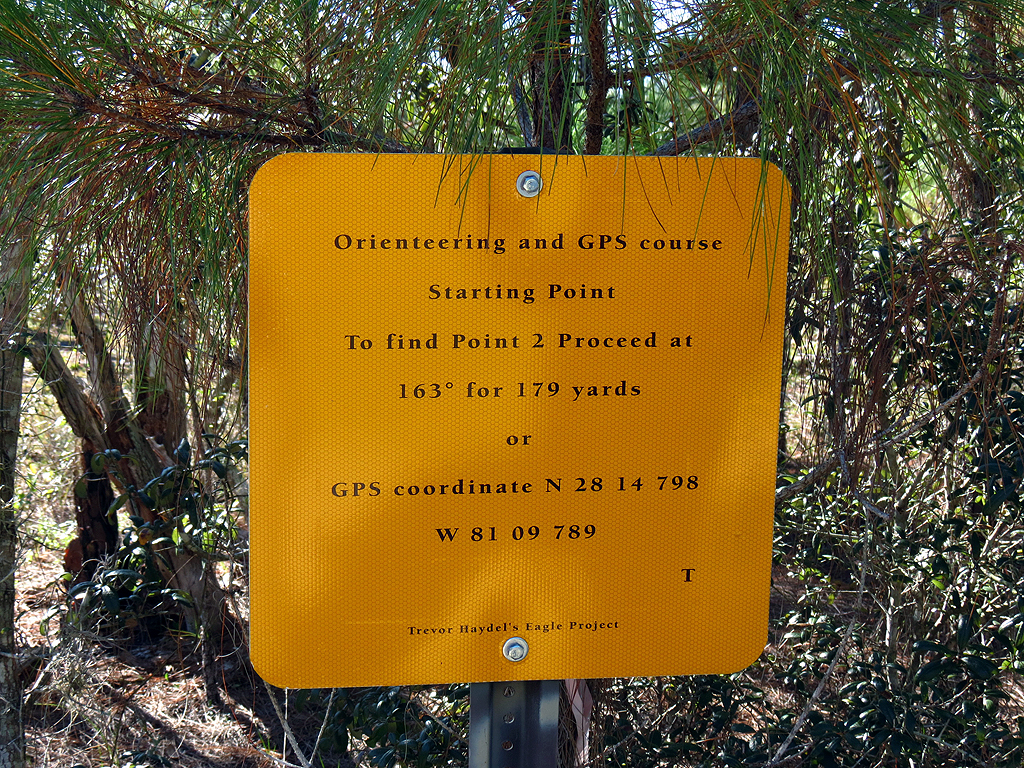 Orienteering and GPS course
Starting Point
To find Point 2 Proceed at
163° for 179 yards
or
GPS coordinate N 28 14 798
W 81 09 789
T
Trevor Haydel's Eagle Project